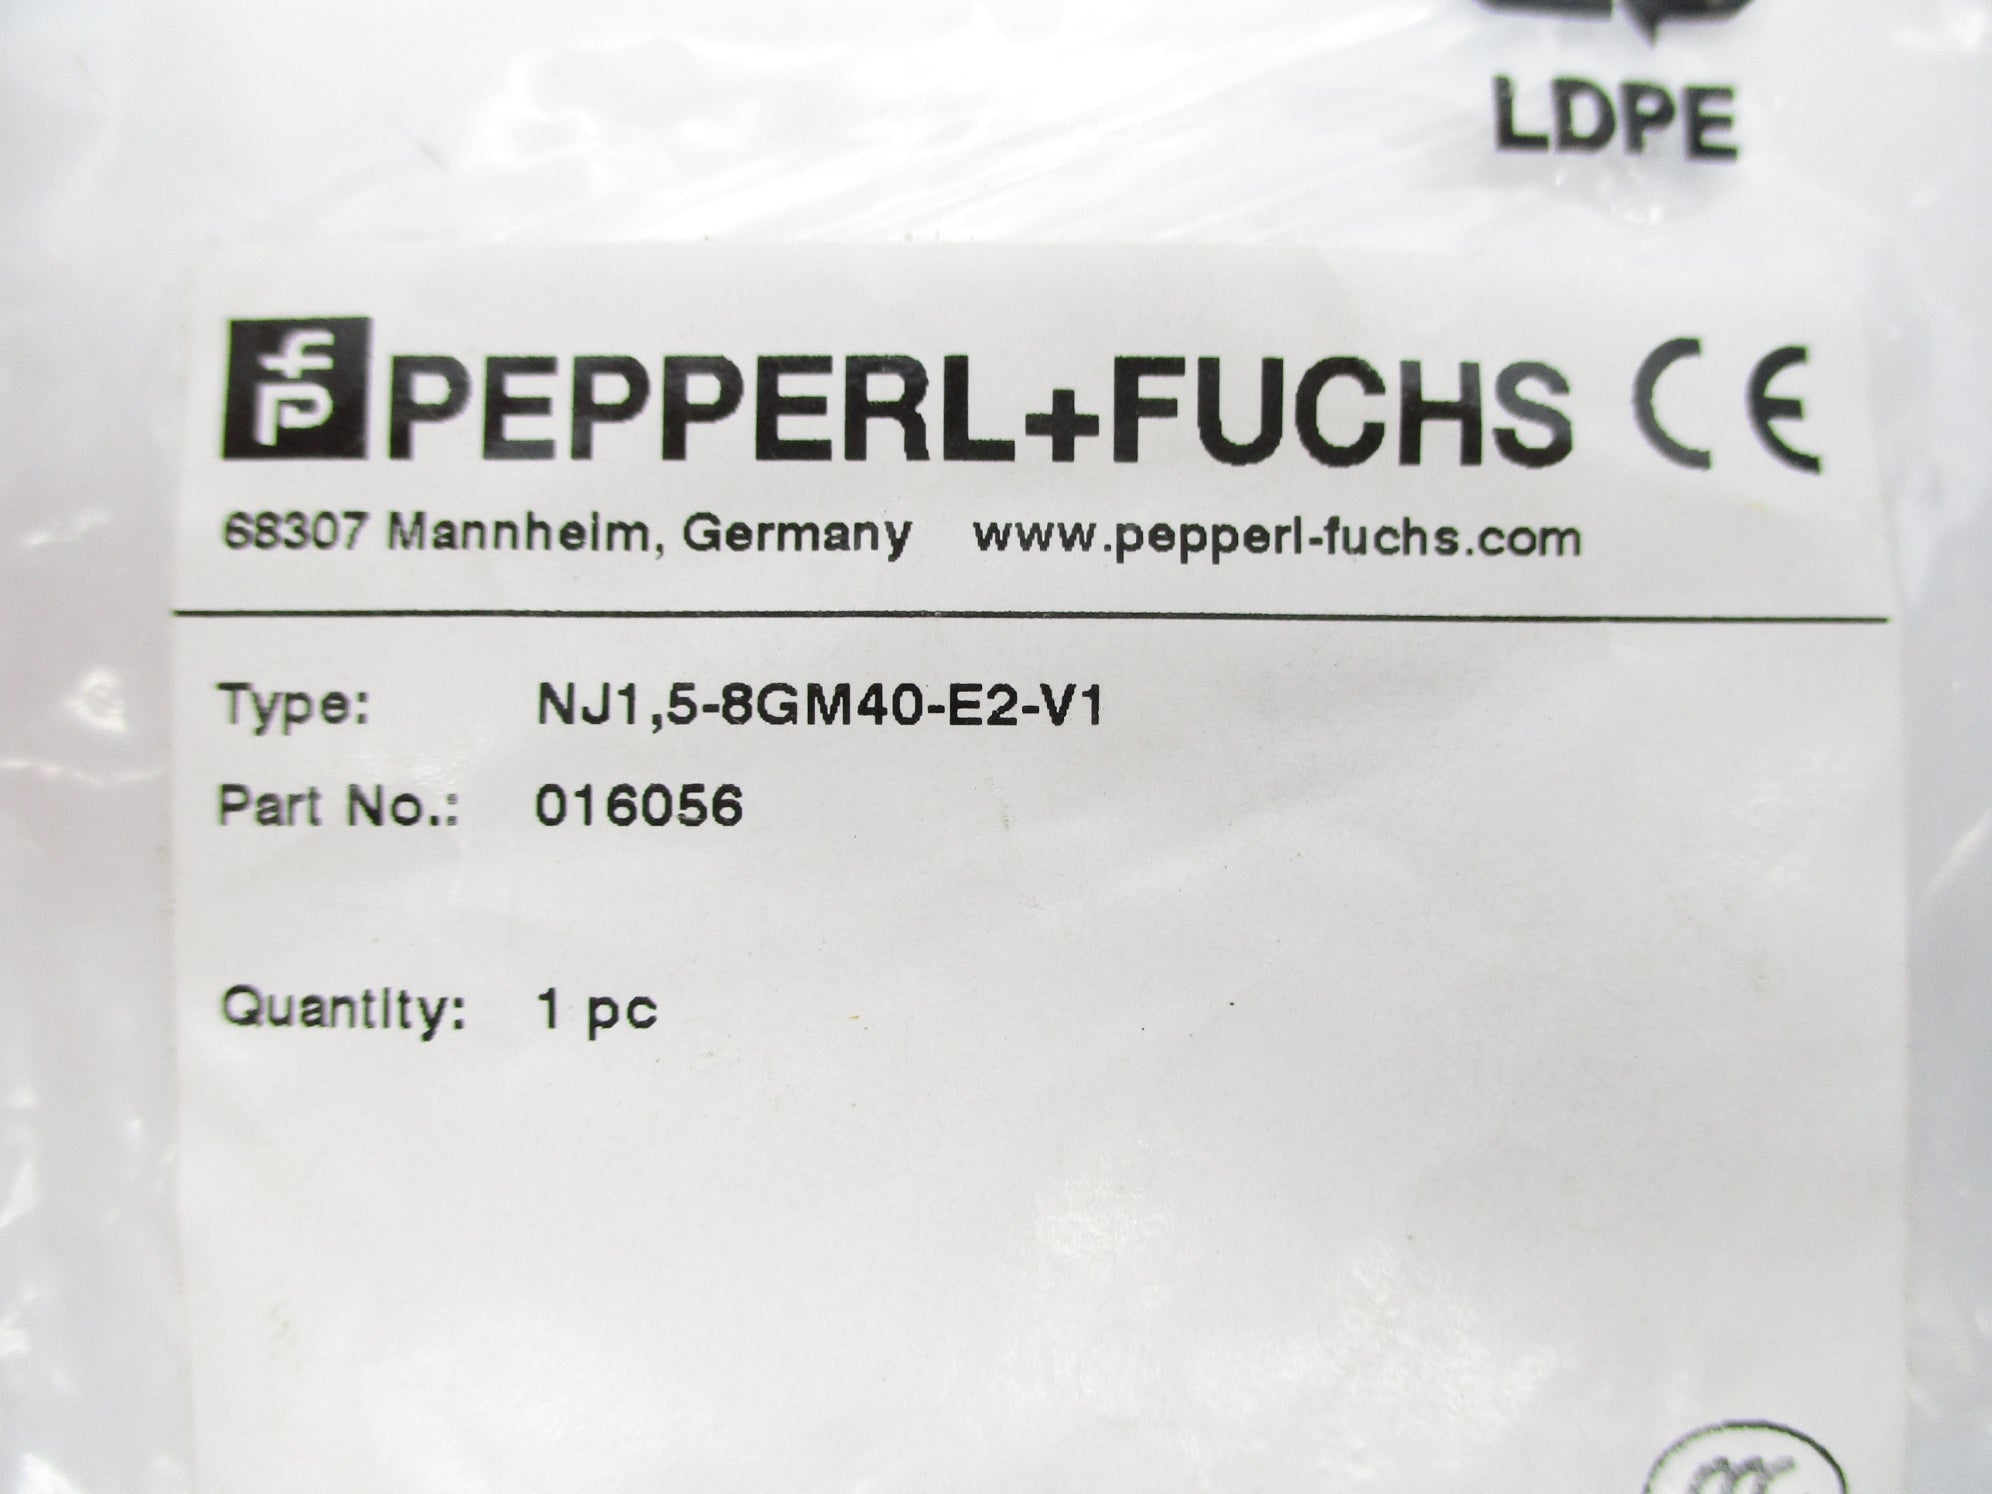 LDPE
fp PEPPERL+FUCHS CE
68307 Mannheim, Germany www.pepperl-fuchs.com
Type: NJ1,5-8GM40-E2-V1
Part No.: 016056
Quantity: 1 pc